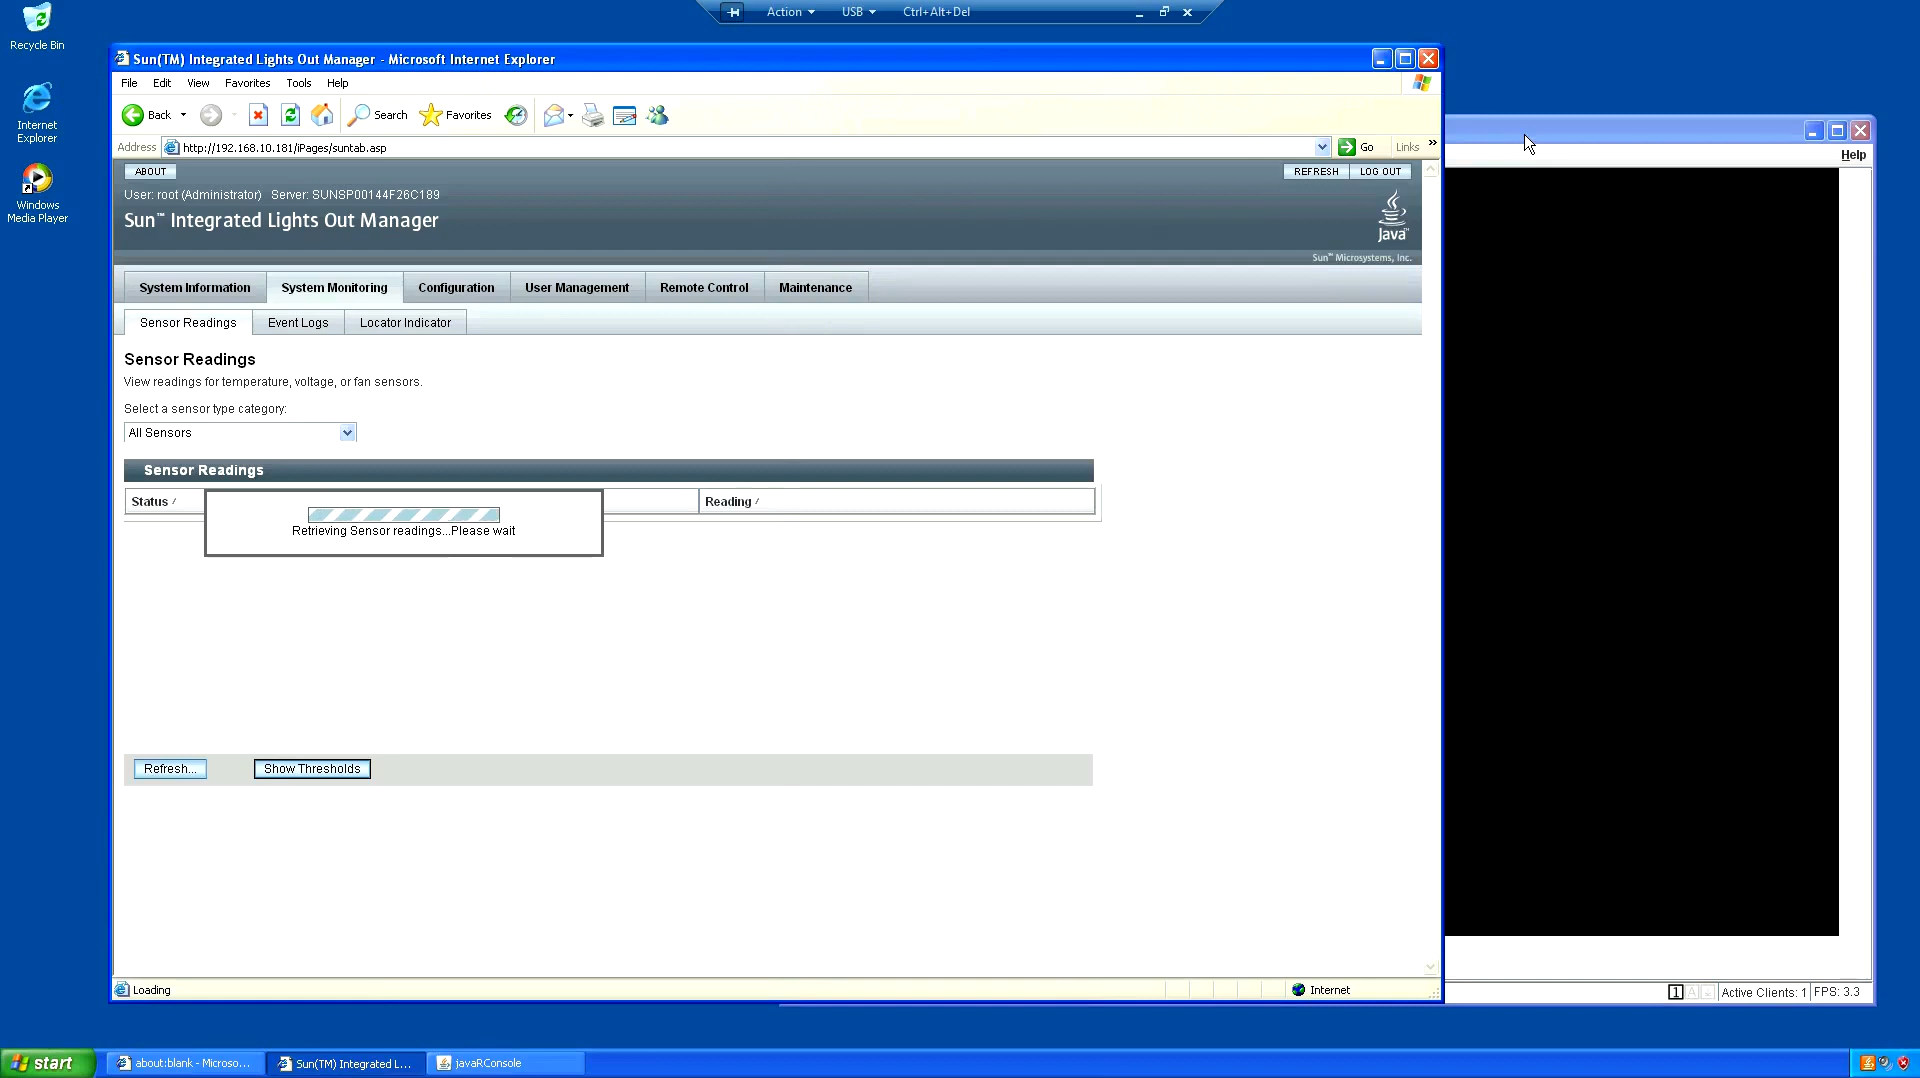 Action
USB
Ctrl+Alt+Del
Recycle Bin
Internet
Explorer
Windows
Media Player
Sun(TM) Integrated Lights Out Manager - Microsoft Internet Explorer
File Edit View Favorites Tools Help
Back Search Favorites
Address http://192.168.10.181/iPages/suntab.asp Go Links »
ABOUT REFRESH LOG OUT
User: root (Administrator) Server: SUNSP00144F26C189
Sun™ Integrated Lights Out Manager
Java™
Sun™ Microsystems, Inc.
System Information System Monitoring Configuration User Management Remote Control Maintenance
Sensor Readings Event Logs Locator Indicator
Sensor Readings
View readings for temperature, voltage, or fan sensors.
Select a sensor type category:
All Sensors
Sensor Readings
Status Reading
Retrieving Sensor readings...Please wait
Refresh... Show Thresholds
Loading Internet
Help
1 Active Clients: 1 FPS: 3.3
start about:blank - Microso... Sun(TM) Integrated L... javaRConsole